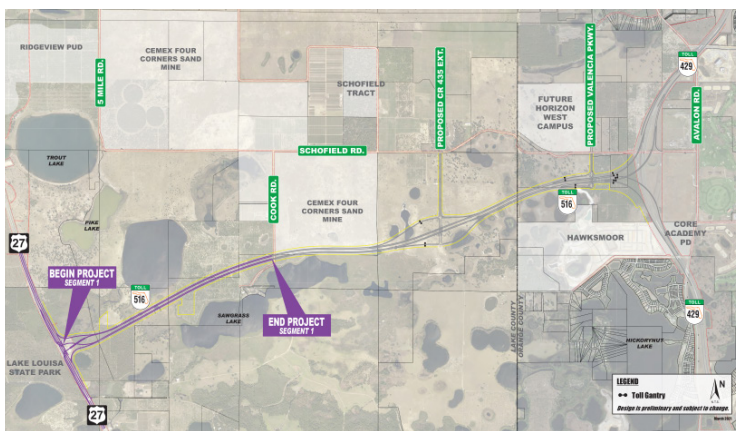 RIDGEVIEW PUD
CEMEX FOUR
CORNERS SAND
MINE
5 MILE RD.
SCHOFIELD
TRACT
PROPOSED CR 435 EXT.
FUTURE
HORIZON
WEST
CAMPUS
PROPOSED VALENCIA PKWY.
TOLL
429
AVALON RD.
TROUT
LAKE
SCHOFIELD RD.
COOK RD.
PIKE
LAKE
CEMEX FOUR
CORNERS SAND
MINE
TOLL
516
27
HAWKSMOOR
CORE
ACADEMY
PD
BEGIN PROJECT
SEGMENT 1
TOLL
516
SAWGRASS
LAKE
END PROJECT
SEGMENT 1
LAKE COUNTY
ORANGE COUNTY
TOLL
429
HICKORYNUT
LAKE
LAKE LOUISA
STATE PARK
27
LEGEND
Toll Gantry
N
N.T.S.
Design is preliminary and subject to change.